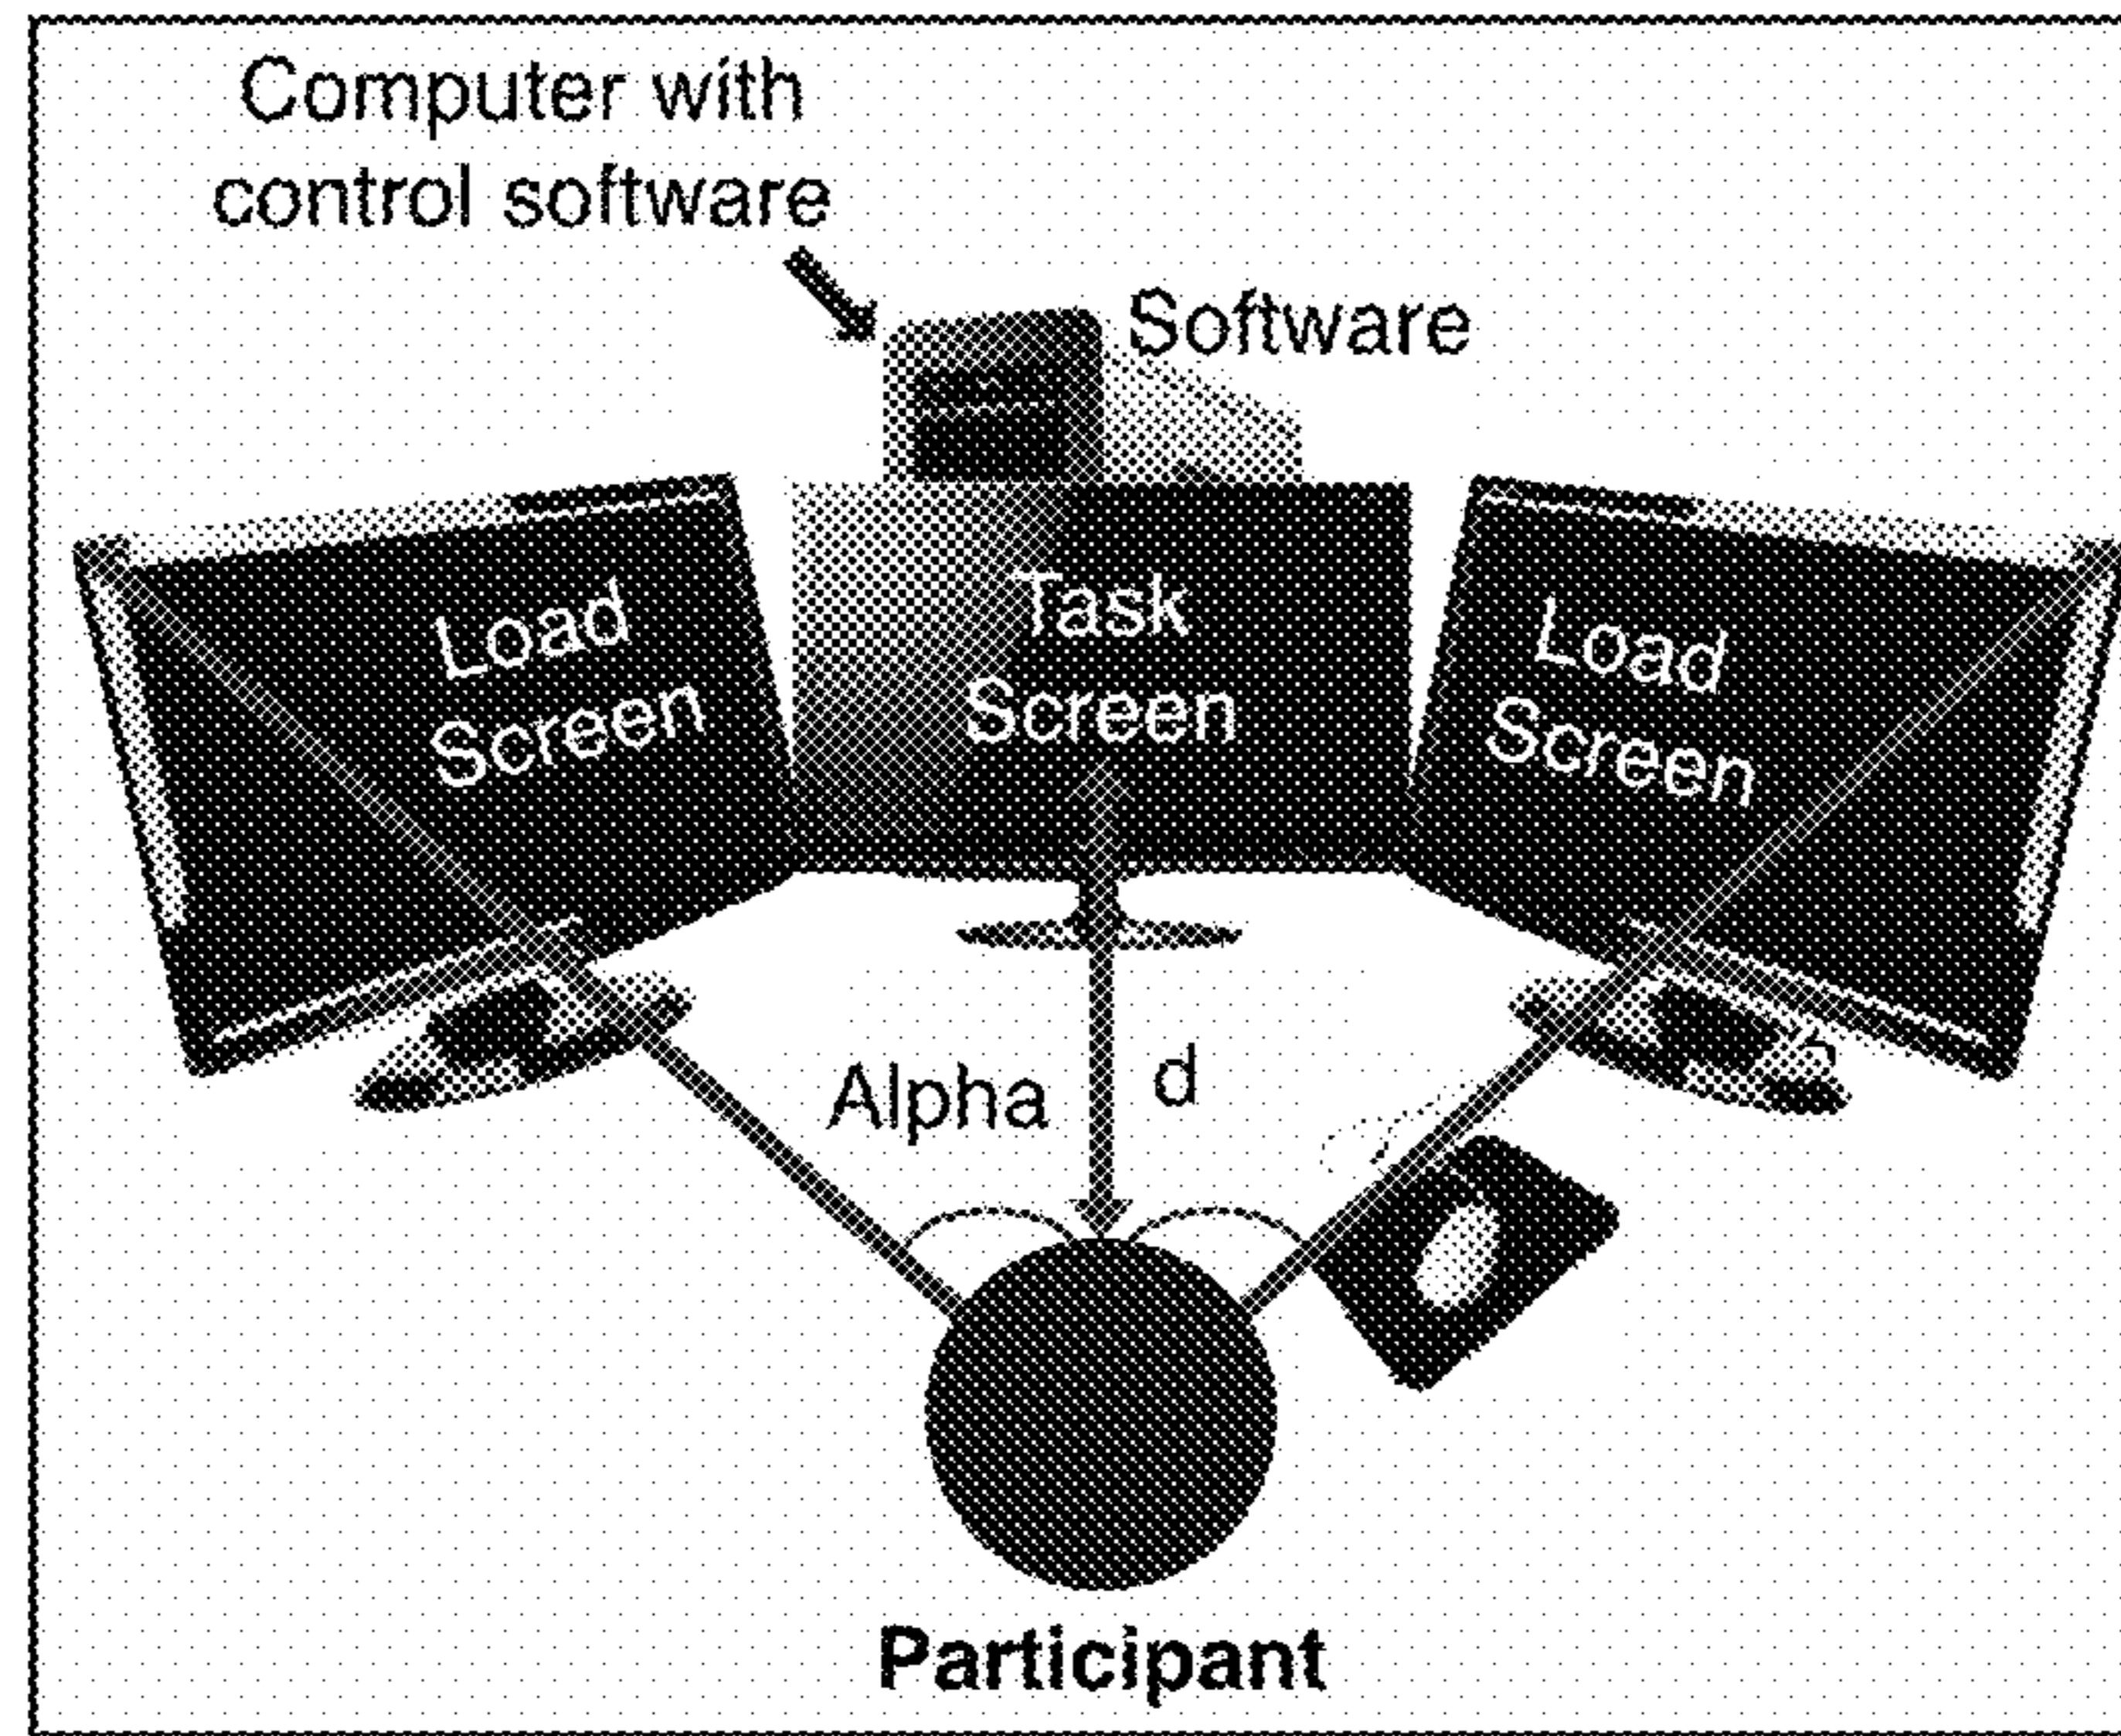 Computer with
control software
Software
Load
Screen
Task
Screen
Load
Screen
Alpha
d
Participant